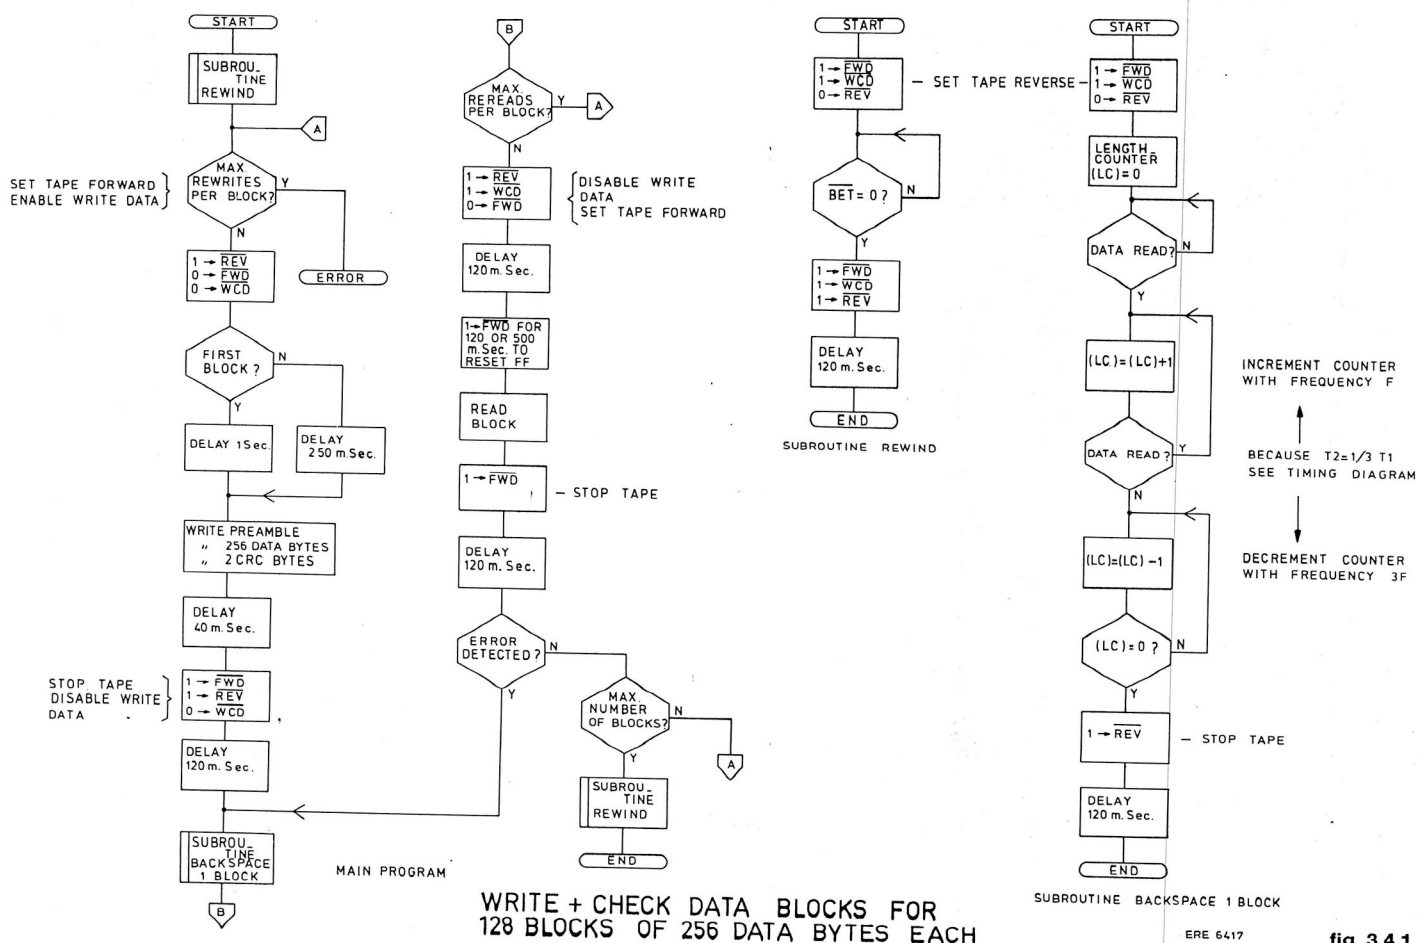 START
SUBROU_
TINE
REWIND
A
MAX.
REWRITES
PER BLOCK?
Y
N
SET TAPE FORWARD
ENABLE WRITE DATA
1 → REV
0 → FWD
0 → WCD
ERROR
FIRST
BLOCK ?
N
Y
DELAY 1 Sec.
DELAY
250 m.Sec.
WRITE PREAMBLE
„ 256 DATA BYTES
„ 2 CRC BYTES
DELAY
40 m. Sec.
STOP TAPE
DISABLE WRITE
DATA
1 → FWD
1 → REV
0 → WCD
DELAY
120 m. Sec.
SUBROU_
TINE
BACKSPACE
1 BLOCK
B
MAIN PROGRAM
B
MAX.
REREADS
PER BLOCK?
Y
A
N
1 → REV
1 → WCD
0 → FWD
DISABLE WRITE
DATA
SET TAPE FORWARD
DELAY
120 m. Sec.
1→FWD FOR
120 OR 500
m.Sec. TO
RESET FF
READ
BLOCK
1 → FWD
– STOP TAPE
DELAY
120 m. Sec.
ERROR
DETECTED?
N
Y
MAX.
NUMBER
OF BLOCKS?
N
A
Y
SUBROU_
TINE
REWIND
END
START
1 → FWD
1 → WCD
0 → REV
– SET TAPE REVERSE –
BET = 0 ?
N
Y
1 → FWD
1 → WCD
1 → REV
DELAY
120 m. Sec.
END
SUBROUTINE REWIND
START
1 → FWD
1 → WCD
0 → REV
LENGTH_
COUNTER
(LC) = 0
DATA READ?
N
Y
(LC)=(LC)+1
DATA READ?
Y
N
(LC)=(LC) -1
(LC)=0 ?
N
Y
1 → REV
– STOP TAPE
DELAY
120 m. Sec.
END
SUBROUTINE BACKSPACE 1 BLOCK
INCREMENT COUNTER
WITH FREQUENCY F
BECAUSE T2=1/3 T1
SEE TIMING DIAGRAM
DECREMENT COUNTER
WITH FREQUENCY 3F
WRITE + CHECK DATA BLOCKS FOR
128 BLOCKS OF 256 DATA BYTES EACH
ERE 6417
fig. 3.4.1